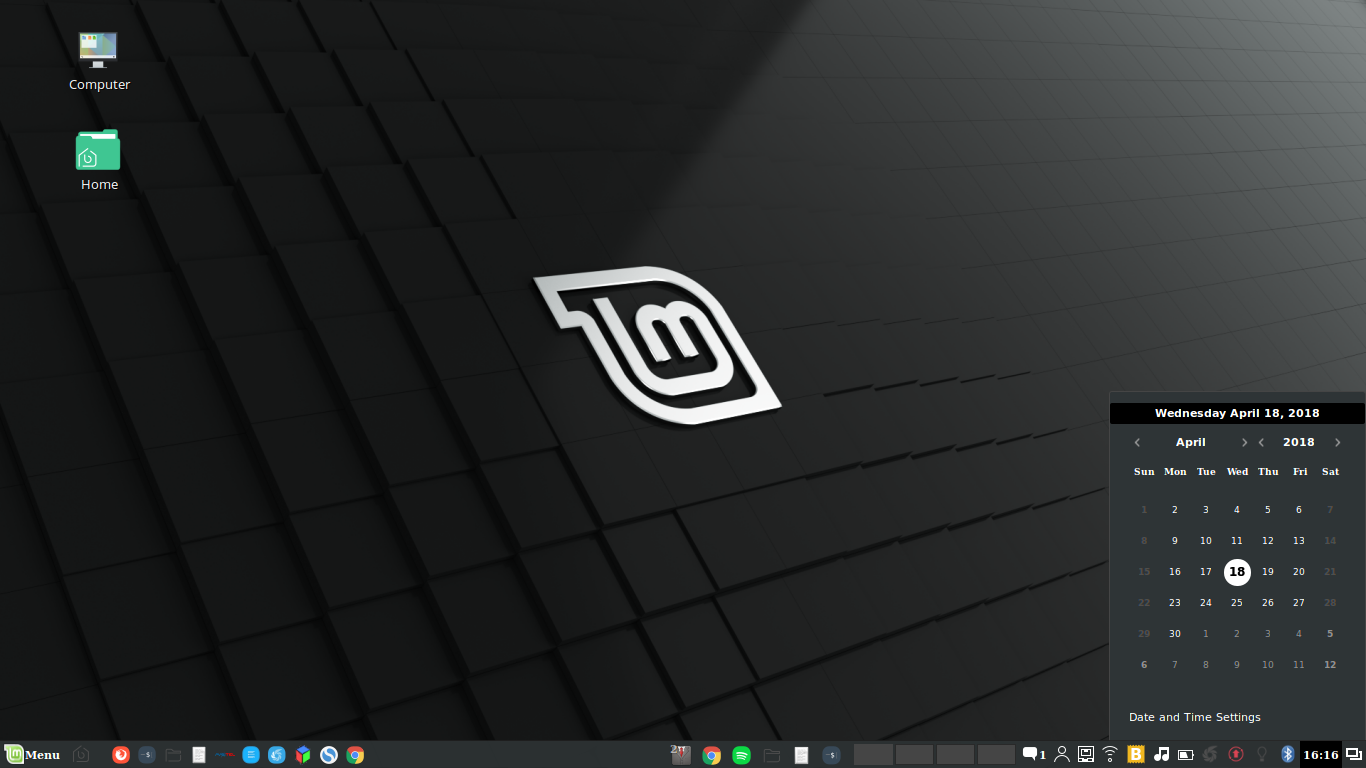 Computer
Home
Wednesday April 18, 2018
April 2018
Sun Mon Tue Wed Thu Fri Sat
1 2 3 4 5 6 7
8 9 10 11 12 13 14
15 16 17 18 19 20 21
22 23 24 25 26 27 28
29 30 1 2 3 4 5
6 7 8 9 10 11 12
Date and Time Settings
Menu 1 16:16